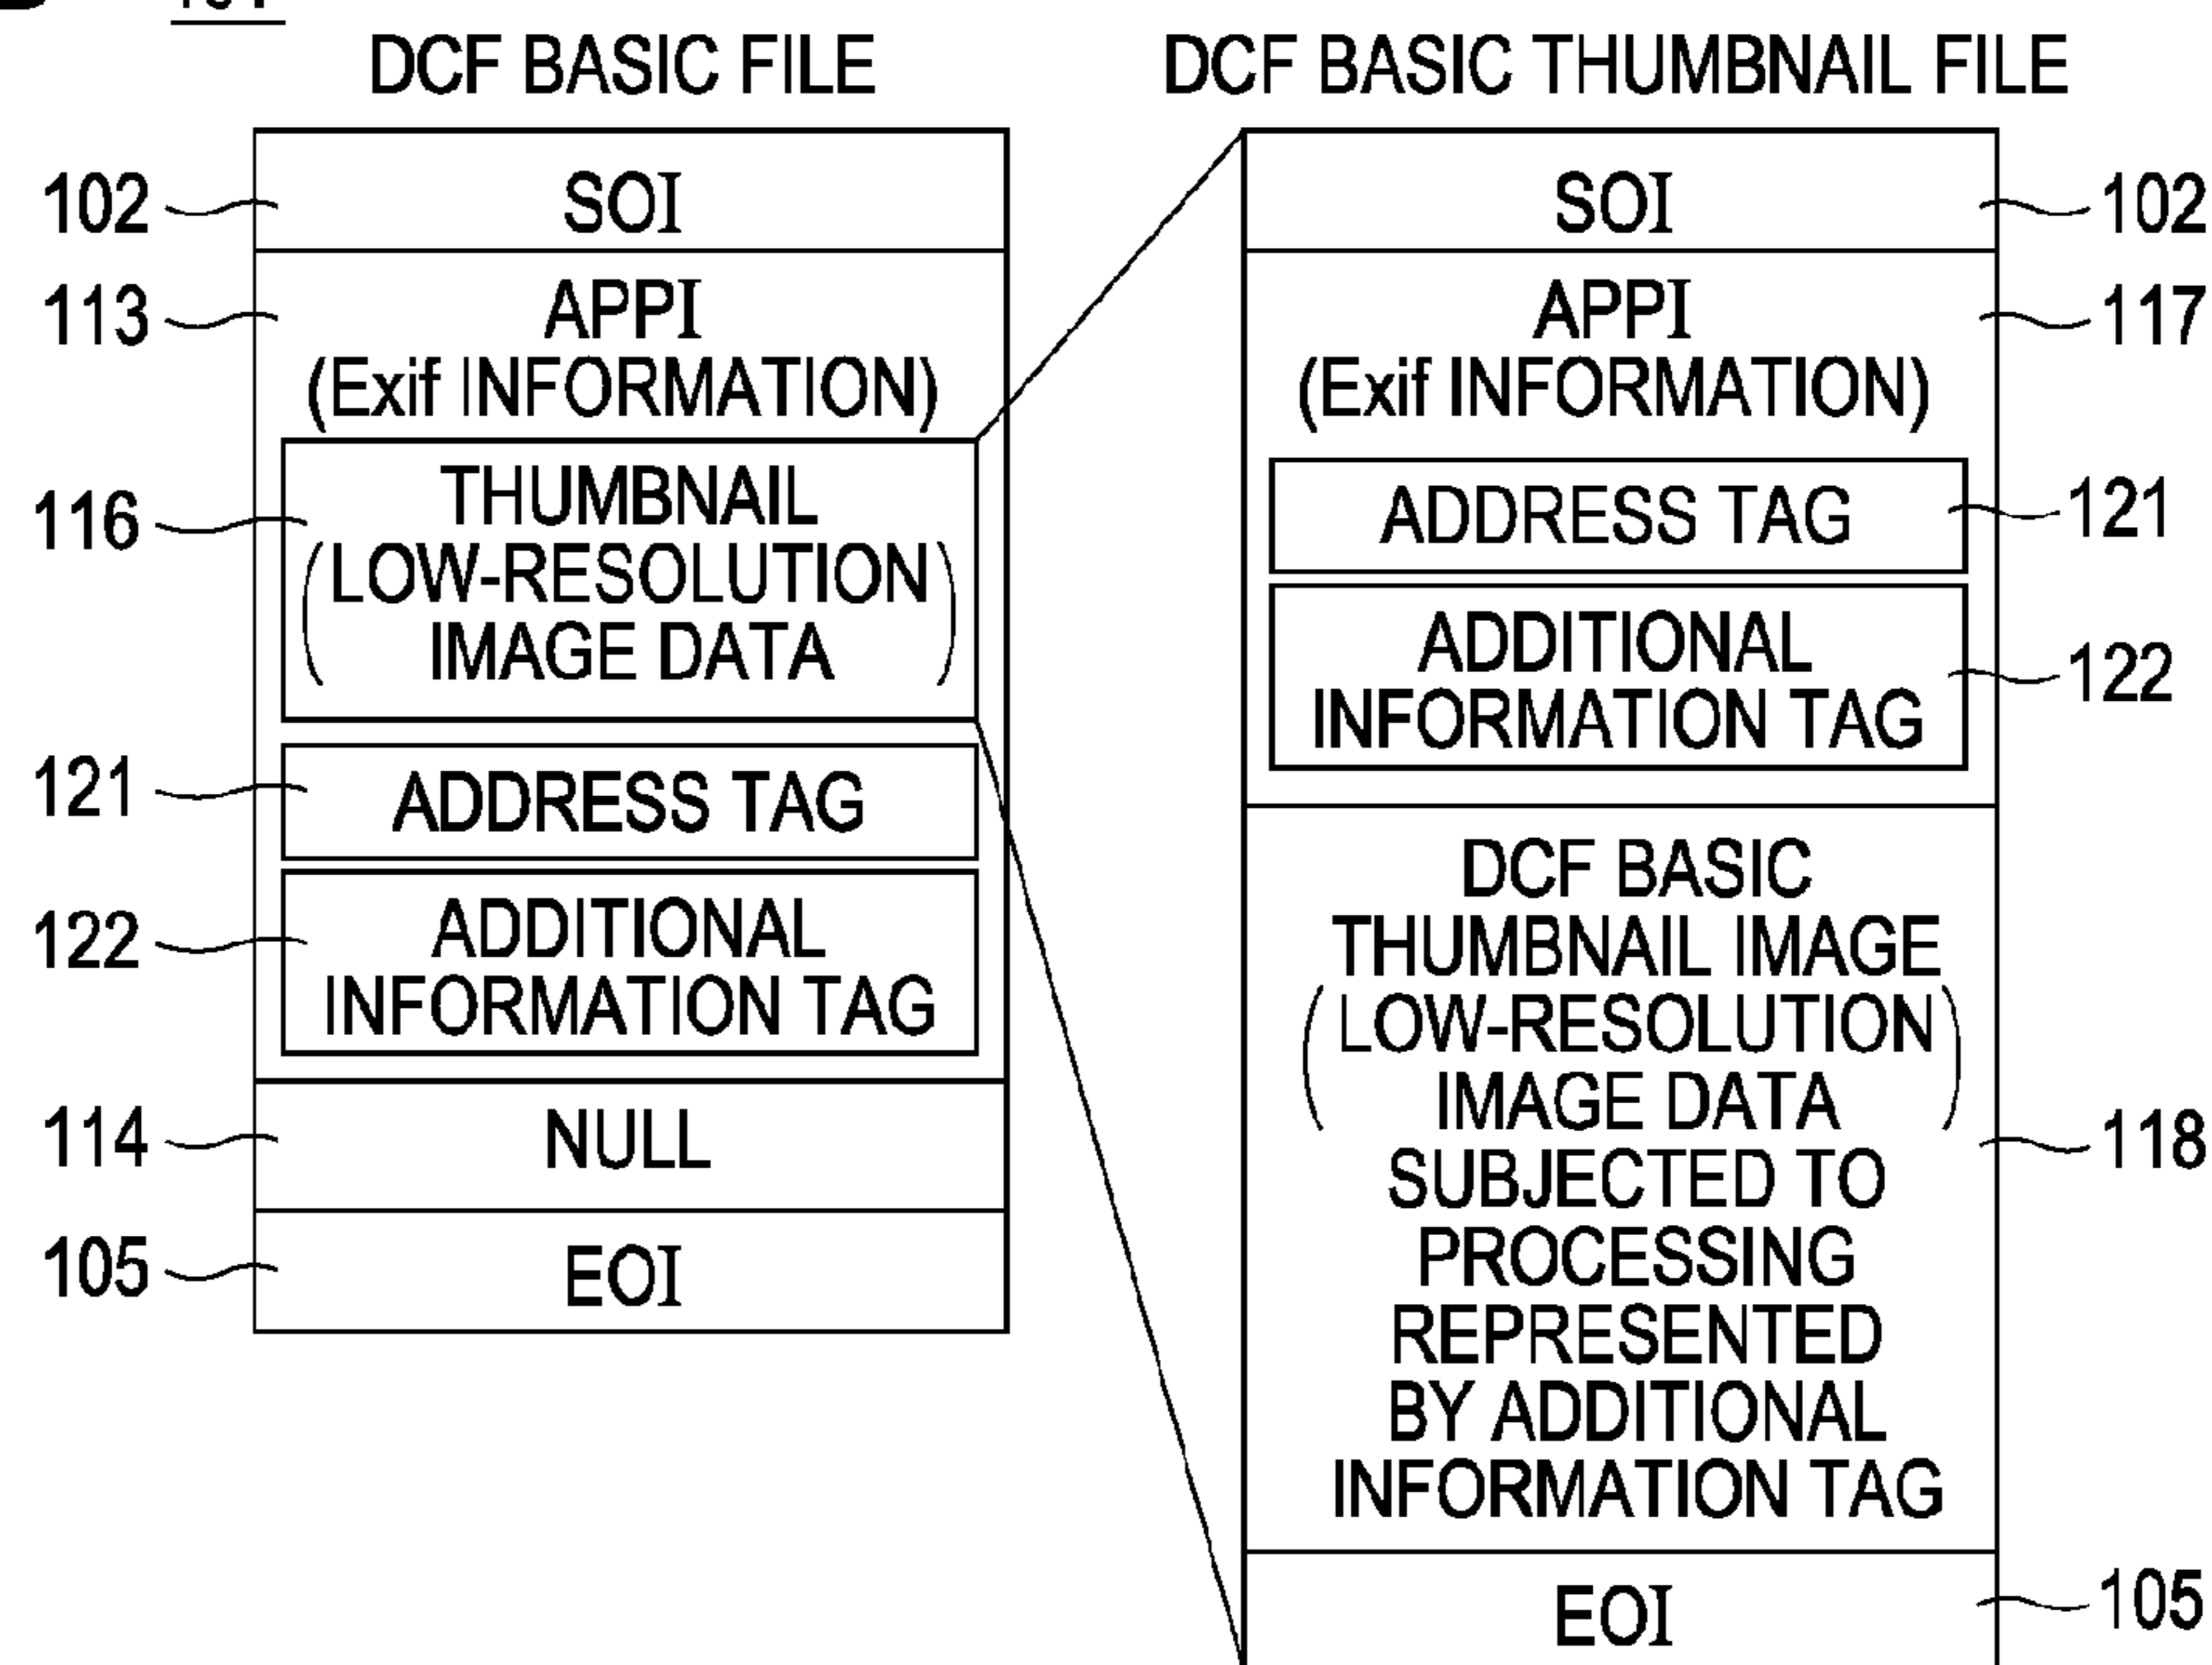 DCF BASIC FILE
102
SOI
113
APPI
(Exif INFORMATION)
116
THUMBNAIL
(LOW-RESOLUTION
IMAGE DATA)
121
ADDRESS TAG
122
ADDITIONAL
INFORMATION TAG
114
NULL
105
EOI
DCF BASIC THUMBNAIL FILE
SOI
102
APPI
117
(Exif INFORMATION)
ADDRESS TAG
121
ADDITIONAL
INFORMATION TAG
122
DCF BASIC
THUMBNAIL IMAGE
(LOW-RESOLUTION
IMAGE DATA)
SUBJECTED TO
PROCESSING
REPRESENTED
BY ADDITIONAL
INFORMATION TAG
118
EOI
105